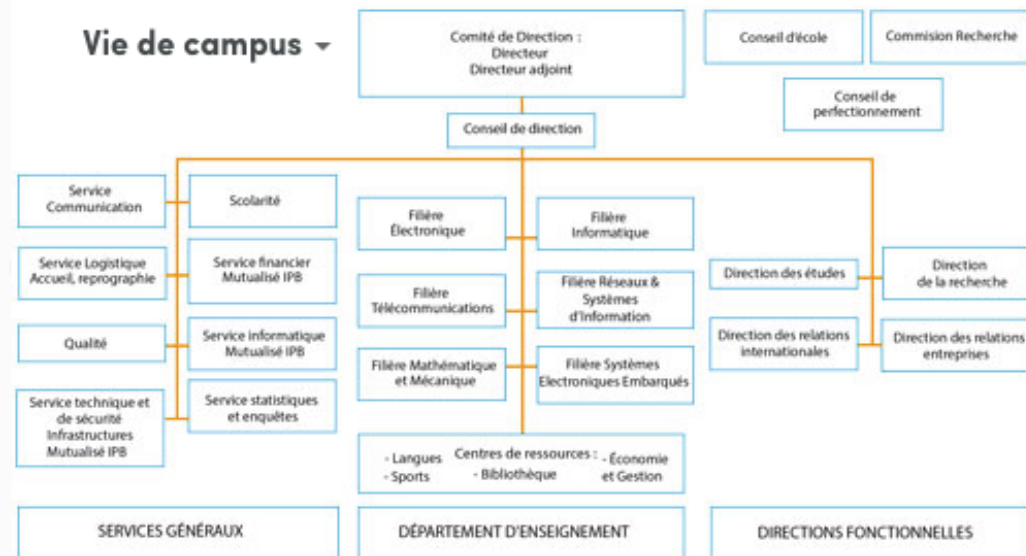 Vie de campus
Comité de Direction :
Directeur
Directeur adjoint
Conseil d'école
Commision Recherche
Conseil de
perfectionnement
Conseil de direction
Service
Communication
Scolarité
Service Logistique
Accueil, reprographie
Service financier
Mutualisé IPB
Qualité
Service informatique
Mutualisé IPB
Service technique et
de sécurité
Infrastructures
Mutualisé IPB
Service statistiques
et enquêtes
Filière
Électronique
Filière
Informatique
Filière
Télécommunications
Filière Réseaux &
Systèmes
d'Information
Filière Mathématique
et Mécanique
Filière Systèmes
Electroniques Embarqués
Centres de ressources :
- Langues
- Sports
- Bibliothèque
- Économie
et Gestion
Direction des études
Direction
de la recherche
Direction des relations
internationales
Direction des relations
entreprises
SERVICES GÉNÉRAUX
DÉPARTEMENT D'ENSEIGNEMENT
DIRECTIONS FONCTIONNELLES